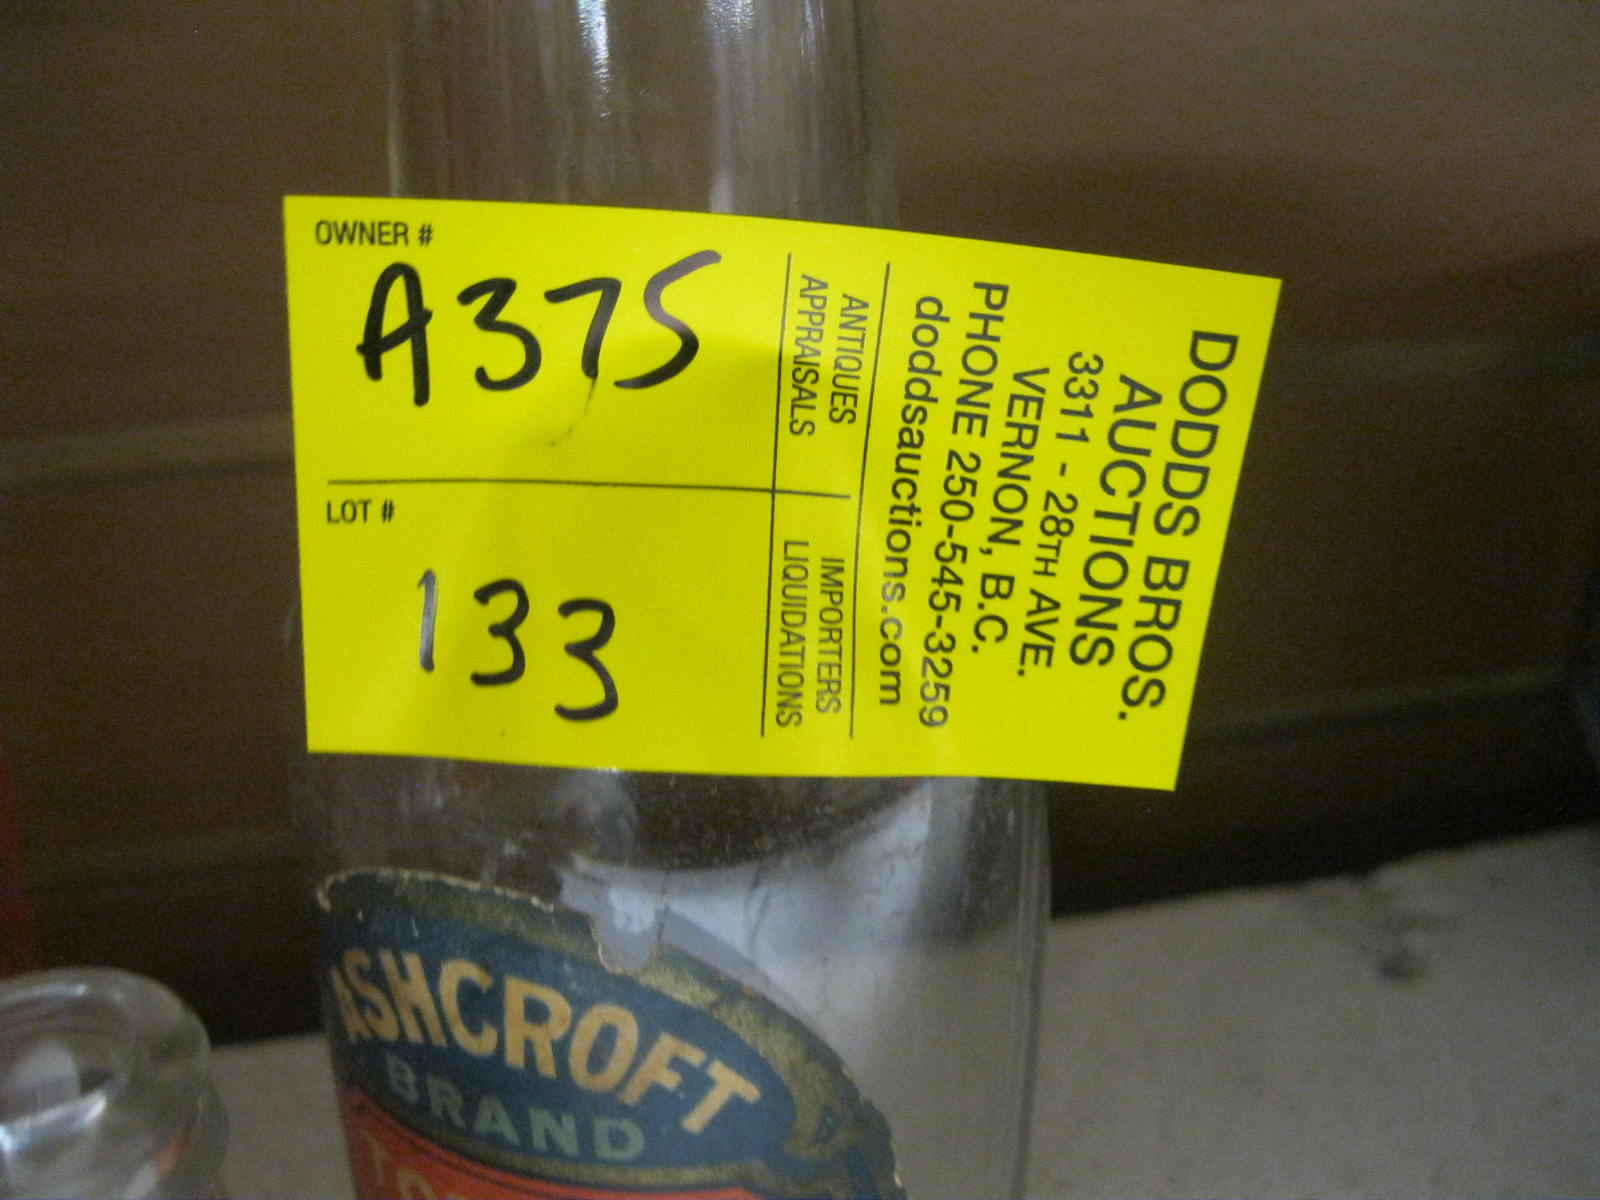 OWNER #
A375
LOT #
133
ANTIQUES
APPRAISALS
IMPORTERS
LIQUIDATIONS
DODDS BROS.
AUCTIONS
3311 - 28TH AVE.
VERNON, B.C.
PHONE 250-545-3259
doddsauctions.com
ASHCROFT
BRAND